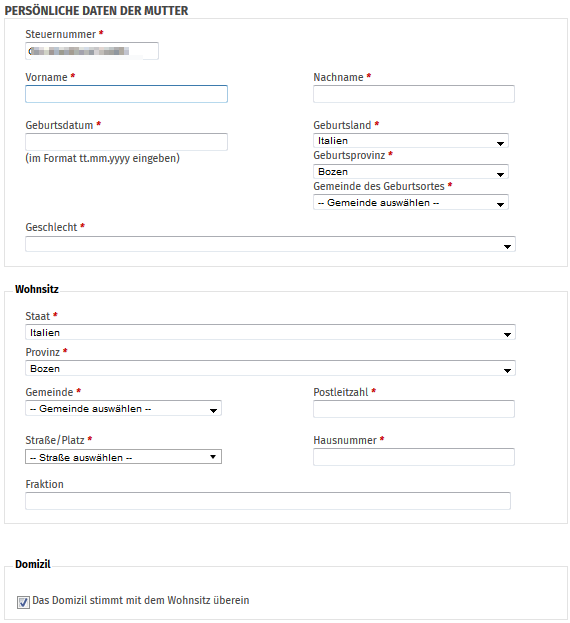 PERSÖNLICHE DATEN DER MUTTER
Steuernummer *
Vorname *
Nachname *
Geburtsdatum *
(im Format tt.mm.yyyy eingeben)
Geburtsland *
Italien
Geburtsprovinz *
Bozen
Gemeinde des Geburtsortes *
-- Gemeinde auswählen --
Geschlecht *
Wohnsitz
Staat *
Italien
Provinz *
Bozen
Gemeinde *
-- Gemeinde auswählen --
Postleitzahl *
Straße/Platz *
-- Straße auswählen --
Hausnummer *
Fraktion
Domizil
Das Domizil stimmt mit dem Wohnsitz überein